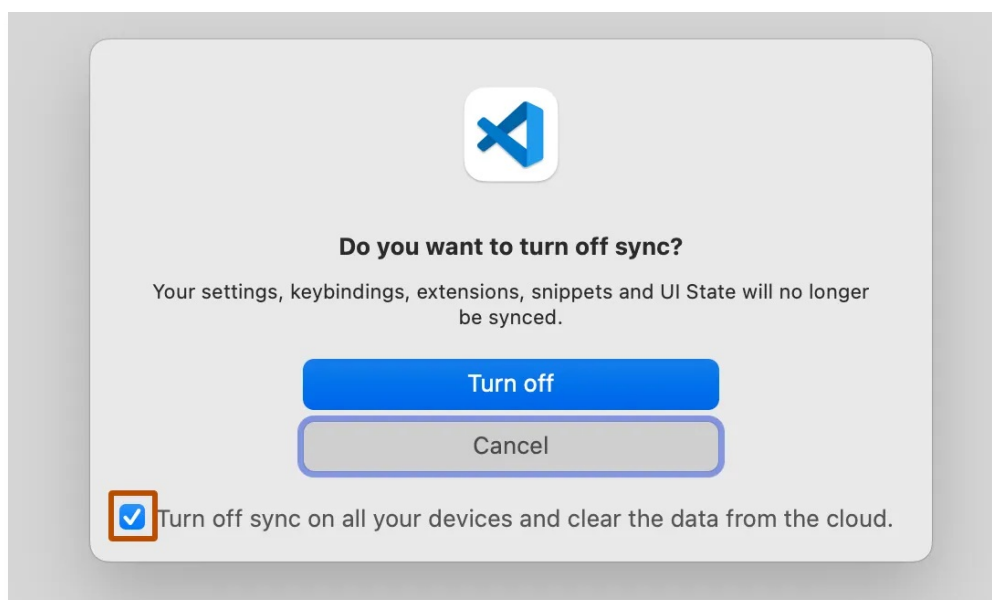 Do you want to turn off sync?
Your settings, keybindings, extensions, snippets and UI State will no longer
be synced.
Turn off
Cancel
Turn off sync on all your devices and clear the data from the cloud.